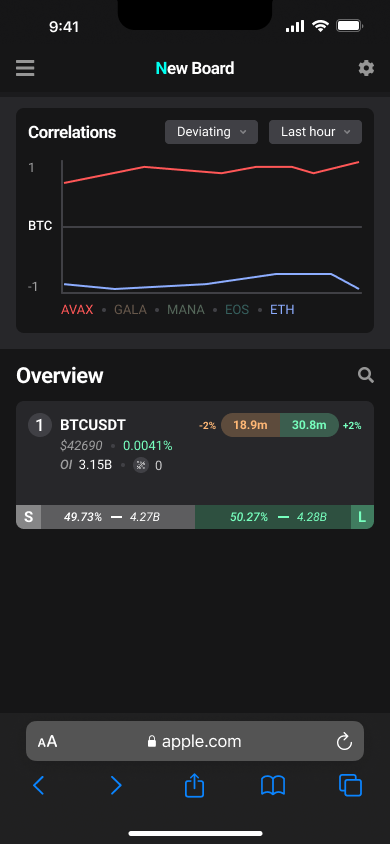 9:41
New Board
Correlations
Deviating
Last hour
1
BTC
-1
AVAX • GALA • MANA • EOS • ETH
Overview
1 BTCUSDT
-2% 18.9m 30.8m +2%
$42690 • 0.0041%
OI 3.15B • 0
S 49.73% — 4.27B 50.27% — 4.28B L
AA apple.com